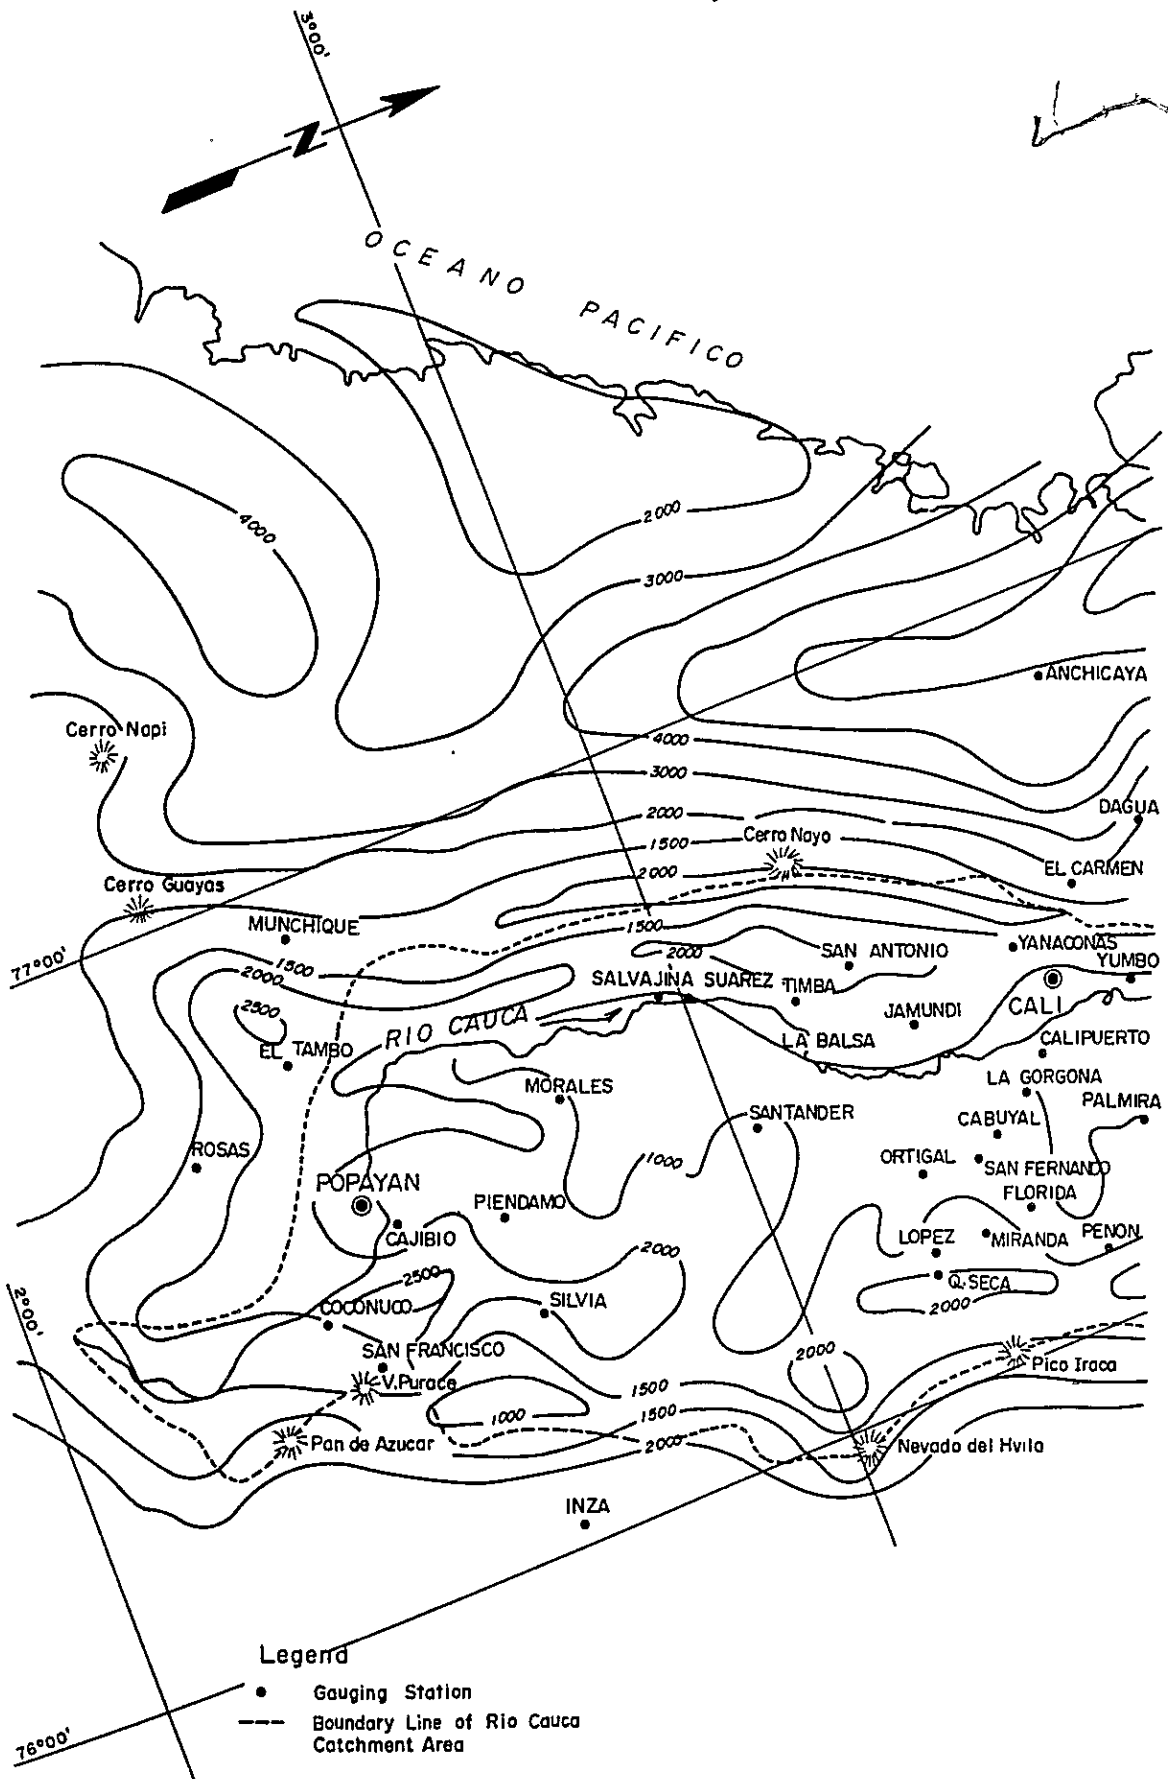 3°00'
N
OCEANO PACIFICO
4000
2000
3000
ANCHICAYA
Cerro Napi
4000
3000
DAGUA
2000
Cerro Nayo
1500
EL CARMEN
2000
Cerro Guayas
MUNCHIQUE
1500
YANACONAS
77°00'
1500
2000
SAN ANTONIO
YUMBO
2000
SALVAJINA SUAREZ TIMBA
CALI
2500
RIO CAUCA
JAMUNDI
EL TAMBO
LA BALSA
CALIPUERTO
MORALES
LA GORGONA
SANTANDER
CABUYAL
PALMIRA
ROSAS
1000
ORTIGAL
SAN FERNANDO
POPAYAN
FLORIDA
PIENDAMO
CAJIBIO
LOPEZ
MIRANDA
PENON
2000
2500
Q.SECA
2°00'
COCONUCO
SILVIA
2000
SAN FRANCISCO
2000
Pico Iraca
V.Purace
1500
1000
1500
Pan de Azucar
2000
Nevado del Hvila
INZA
Legend
Gauging Station
Boundary Line of Rio Cauca
Catchment Area
76°00'